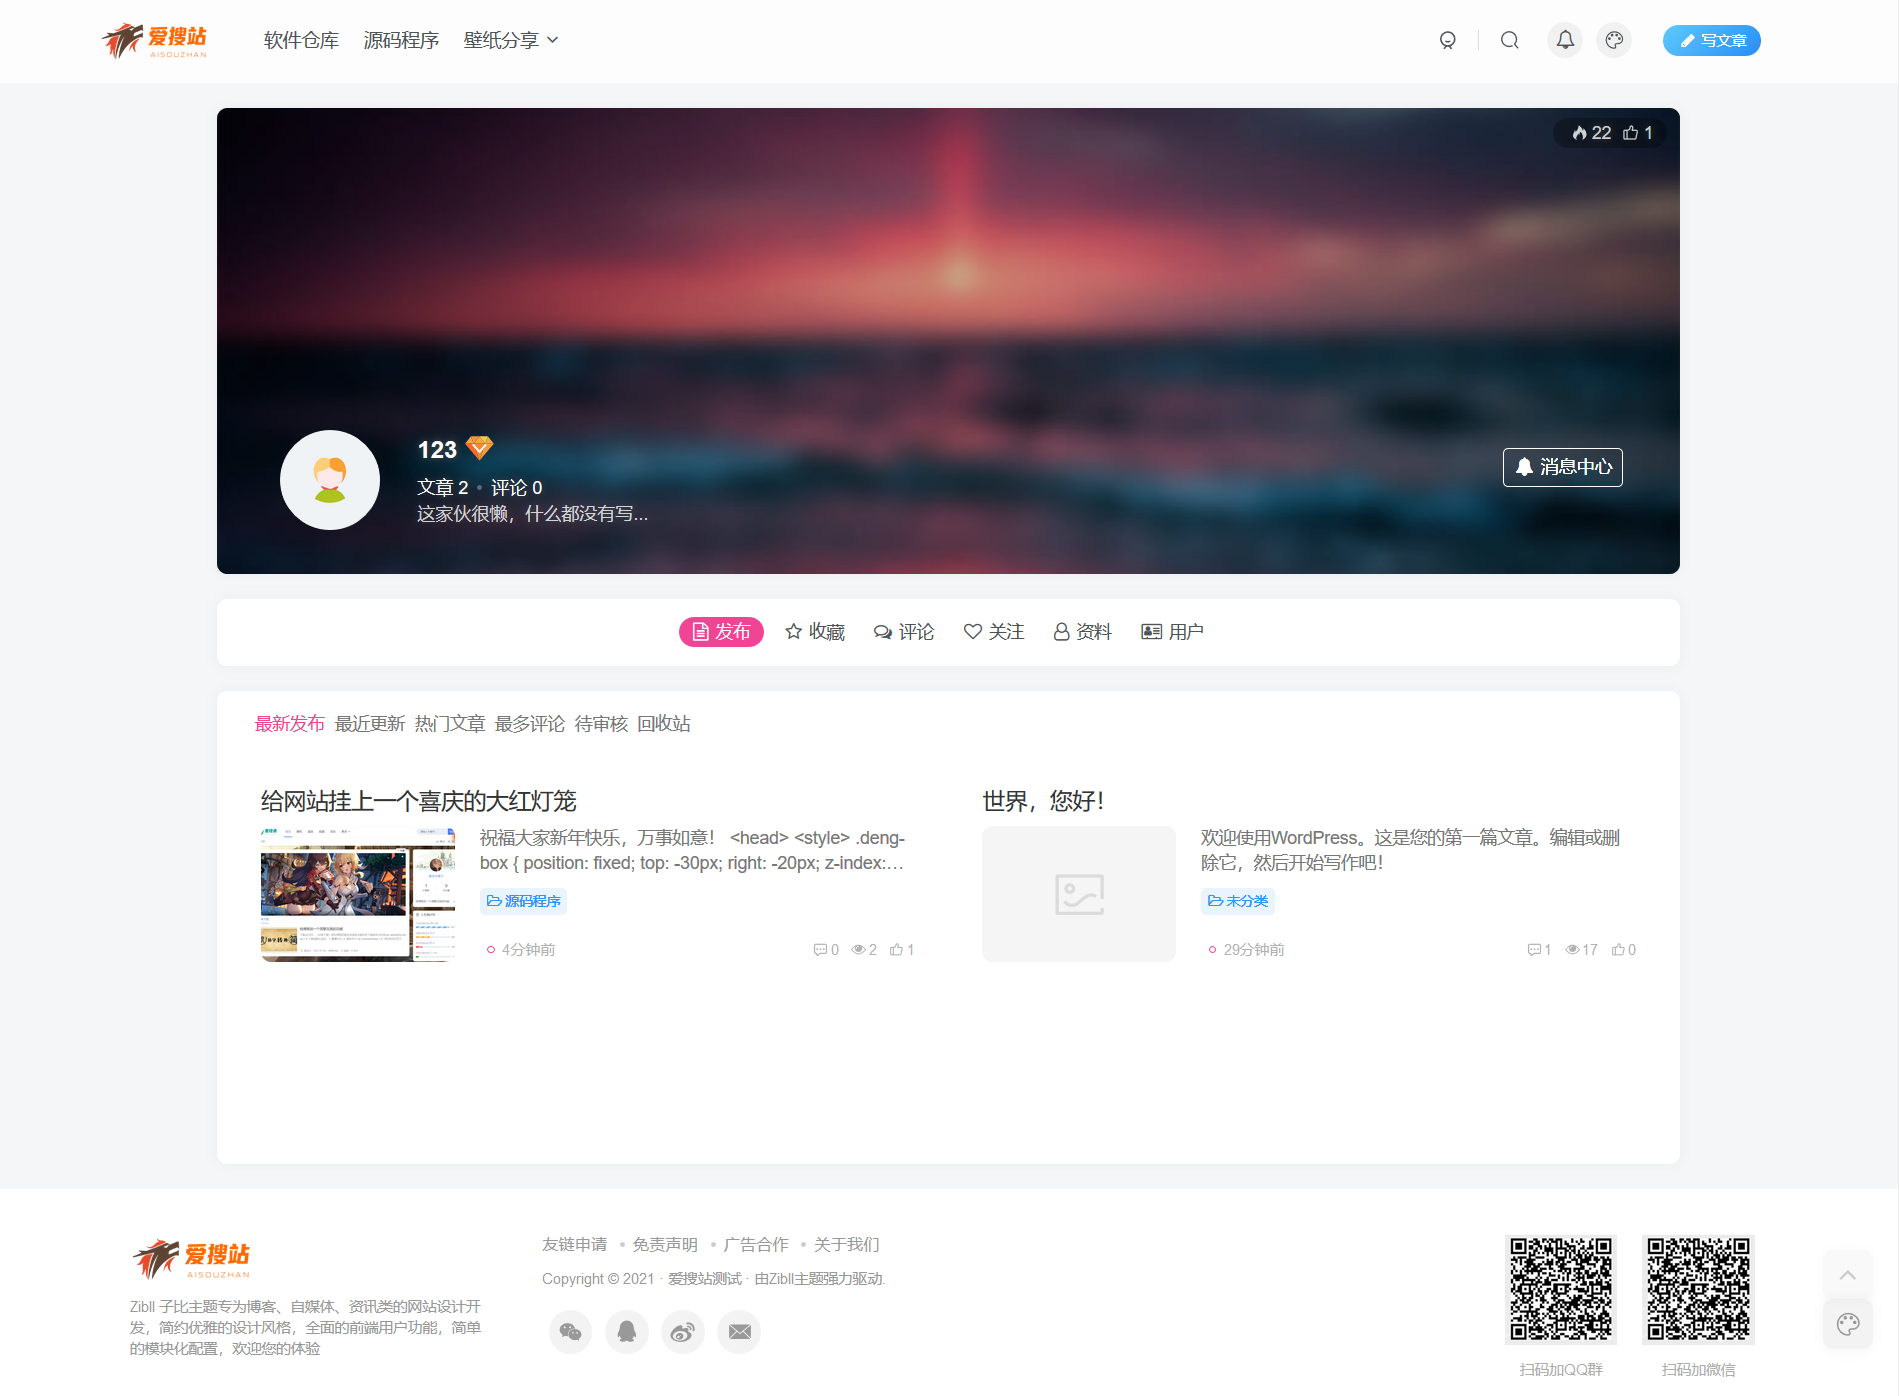 爱搜站
AISOUZHAN
软件仓库 源码程序 壁纸分享
写文章
22 1
123
文章 2 · 评论 0
这家伙很懒，什么都没有写...
消息中心
发布 收藏 评论 关注 资料 用户
最新发布 最近更新 热门文章 最多评论 待审核 回收站
给网站挂上一个喜庆的大红灯笼
祝福大家新年快乐，万事如意！ <head> <style> .deng-
box { position: fixed; top: -30px; right: -20px; z-index:…
源码程序
4分钟前 0 2 1
世界，您好！
欢迎使用WordPress。这是您的第一篇文章。编辑或删
除它，然后开始写作吧！
未分类
29分钟前 1 17 0
爱搜站
AISOUZHAN
Zibll 子比主题专为博客、自媒体、资讯类的网站设计开
发，简约优雅的设计风格，全面的前端用户功能，简单
的模块化配置，欢迎您的体验
友链申请 • 免责声明 • 广告合作 • 关于我们
Copyright © 2021 · 爱搜站测试 · 由Zibll主题强力驱动.
扫码加QQ群
扫码加微信